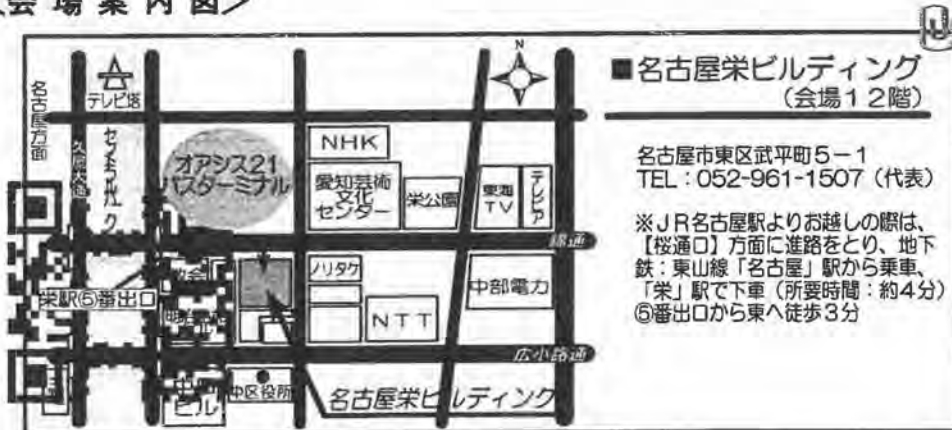 会 場 案 内 図
N
名古屋方面
テレビ塔
久屋大通
セントラルパーク
オアシス21
バスターミナル
NHK
愛知芸術
文化
センター
栄公園
東海
TV
テレピア
錦通
栄駅⑤番出口
ノリタケ
中部電力
NTT
広小路通
ビル
中区役所
名古屋栄ビルディング
■名古屋栄ビルディング
(会場12階)
名古屋市東区武平町5-1
TEL:052-961-1507(代表)
※JR名古屋駅よりお越しの際は、
【桜通口】方面に進路をとり、地下
鉄:東山線「名古屋」駅から乗車、
「栄」駅で下車(所要時間:約4分)
⑤番出口から東へ徒歩3分